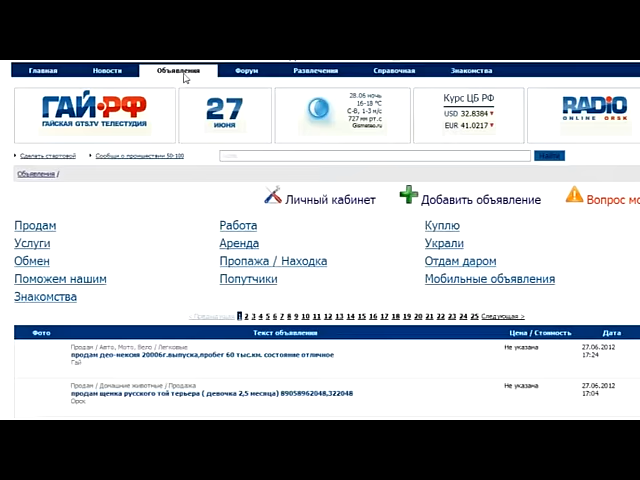 Главная Новости Объявления Форум Развлечения Справочная Знакомства
ГАЙ•РФ
ГАЙСКАЯ GTS.TV ТЕЛЕСТУДИЯ
27
июня
28.06 ночь
16-18 °C
С-В, 1-3 м/с
727 мм рт.с
Gismeteo.ru
Курс ЦБ РФ
USD 32.8384
EUR 41.0217
RADIO
ONLINE ORSK
Сделать стартовой Сообщи о происшествии 50-100
Объявления /
Личный кабинет Добавить объявление Вопрос мо
Продам Работа Куплю
Услуги Аренда Украли
Обмен Пропажа / Находка Отдам даром
Поможем нашим Попутчики Мобильные объявления
Знакомства
< Предыдущая 1 2 3 4 5 6 7 8 9 10 11 12 13 14 15 16 17 18 19 20 21 22 23 24 25 Следующая >
Фото Текст объявления Цена / Стоимость Дата
Продам / Авто, Мото, Вело / Легковые Не указана 27.06.2012
продам део-нексия 20006г.выпуска,пробег 60 тыс.км. состояние отличное 17:24
Гай
Продам / Домашние животные / Продажа Не указана 27.06.2012
продам щенка русского той терьера ( девочка 2,5 месяца) 89058962048,322048 17:04
Орск